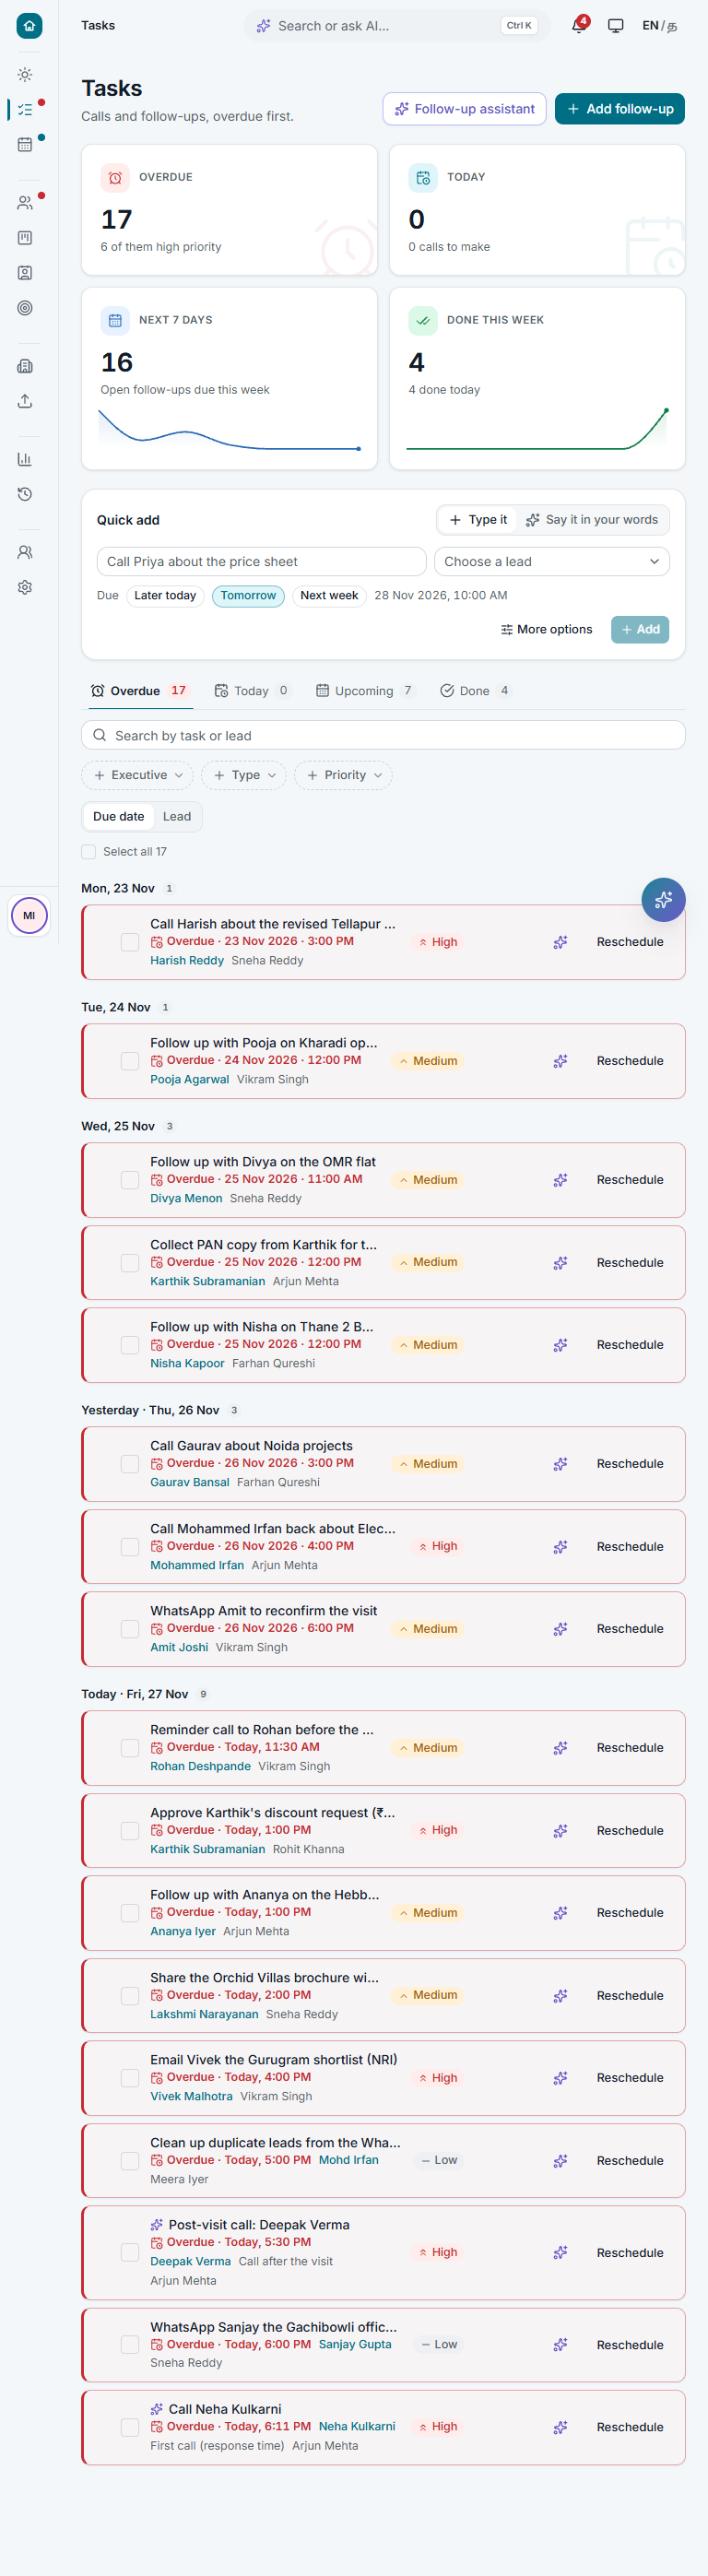 Tasks
Search or ask AI...
Ctrl K
4
EN / த
Tasks
Calls and follow-ups, overdue first.
Follow-up assistant
Add follow-up
OVERDUE
17
6 of them high priority
TODAY
0
0 calls to make
NEXT 7 DAYS
16
Open follow-ups due this week
DONE THIS WEEK
4
4 done today
Quick add
Type it
Say it in your words
Call Priya about the price sheet
Choose a lead
Due Later today Tomorrow Next week 28 Nov 2026, 10:00 AM
More options
Add
Overdue 17
Today 0
Upcoming 7
Done 4
Search by task or lead
Executive
Type
Priority
Due date Lead
Select all 17
MI
Mon, 23 Nov 1
Call Harish about the revised Tellapur ...
Overdue · 23 Nov 2026 · 3:00 PM
Harish Reddy Sneha Reddy
High
Reschedule
Tue, 24 Nov 1
Follow up with Pooja on Kharadi op...
Overdue · 24 Nov 2026 · 12:00 PM
Pooja Agarwal Vikram Singh
Medium
Reschedule
Wed, 25 Nov 3
Follow up with Divya on the OMR flat
Overdue · 25 Nov 2026 · 11:00 AM
Divya Menon Sneha Reddy
Medium
Reschedule
Collect PAN copy from Karthik for t...
Overdue · 25 Nov 2026 · 12:00 PM
Karthik Subramanian Arjun Mehta
Medium
Reschedule
Follow up with Nisha on Thane 2 B...
Overdue · 25 Nov 2026 · 12:00 PM
Nisha Kapoor Farhan Qureshi
Medium
Reschedule
Yesterday · Thu, 26 Nov 3
Call Gaurav about Noida projects
Overdue · 26 Nov 2026 · 3:00 PM
Gaurav Bansal Farhan Qureshi
Medium
Reschedule
Call Mohammed Irfan back about Elec...
Overdue · 26 Nov 2026 · 4:00 PM
Mohammed Irfan Arjun Mehta
High
Reschedule
WhatsApp Amit to reconfirm the visit
Overdue · 26 Nov 2026 · 6:00 PM
Amit Joshi Vikram Singh
Medium
Reschedule
Today · Fri, 27 Nov 9
Reminder call to Rohan before the ...
Overdue · Today, 11:30 AM
Rohan Deshpande Vikram Singh
Medium
Reschedule
Approve Karthik's discount request (₹...
Overdue · Today, 1:00 PM
Karthik Subramanian Rohit Khanna
High
Reschedule
Follow up with Ananya on the Hebb...
Overdue · Today, 1:00 PM
Ananya Iyer Arjun Mehta
Medium
Reschedule
Share the Orchid Villas brochure wi...
Overdue · Today, 2:00 PM
Lakshmi Narayanan Sneha Reddy
Medium
Reschedule
Email Vivek the Gurugram shortlist (NRI)
Overdue · Today, 4:00 PM
Vivek Malhotra Vikram Singh
High
Reschedule
Clean up duplicate leads from the Wha...
Overdue · Today, 5:00 PM Mohd Irfan
Meera Iyer
Low
Reschedule
Post-visit call: Deepak Verma
Overdue · Today, 5:30 PM
Deepak Verma Call after the visit
Arjun Mehta
High
Reschedule
WhatsApp Sanjay the Gachibowli offic...
Overdue · Today, 6:00 PM Sanjay Gupta
Sneha Reddy
Low
Reschedule
Call Neha Kulkarni
Overdue · Today, 6:11 PM Neha Kulkarni
First call (response time) Arjun Mehta
High
Reschedule